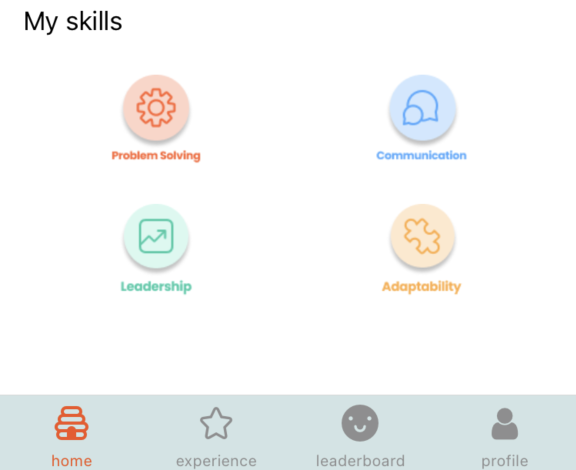 My skills
Problem Solving
Communication
Leadership
Adaptability
home
experience
leaderboard
profile